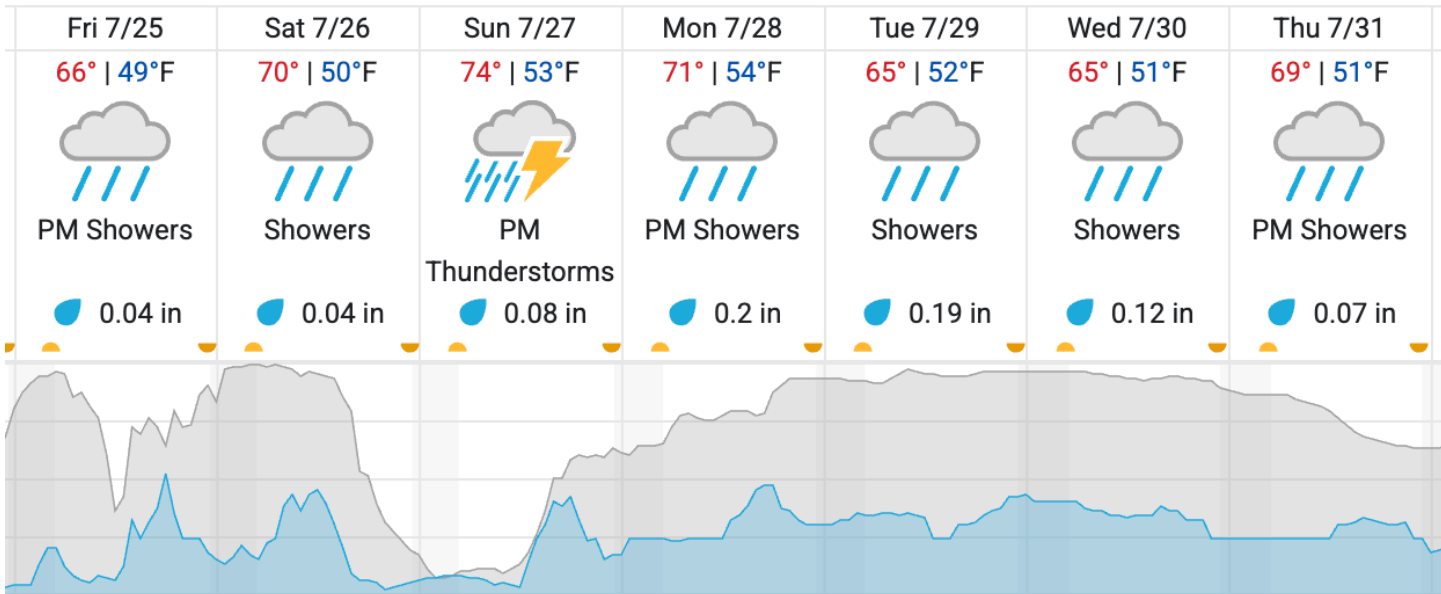 Fri 7/25 Sat 7/26 Sun 7/27 Mon 7/28 Tue 7/29 Wed 7/30 Thu 7/31
66° | 49°F 70° | 50°F 74° | 53°F 71° | 54°F 65° | 52°F 65° | 51°F 69° | 51°F
PM Showers Showers PM PM Showers Showers Showers PM Showers
Thunderstorms
0.04 in 0.04 in 0.08 in 0.2 in 0.19 in 0.12 in 0.07 in